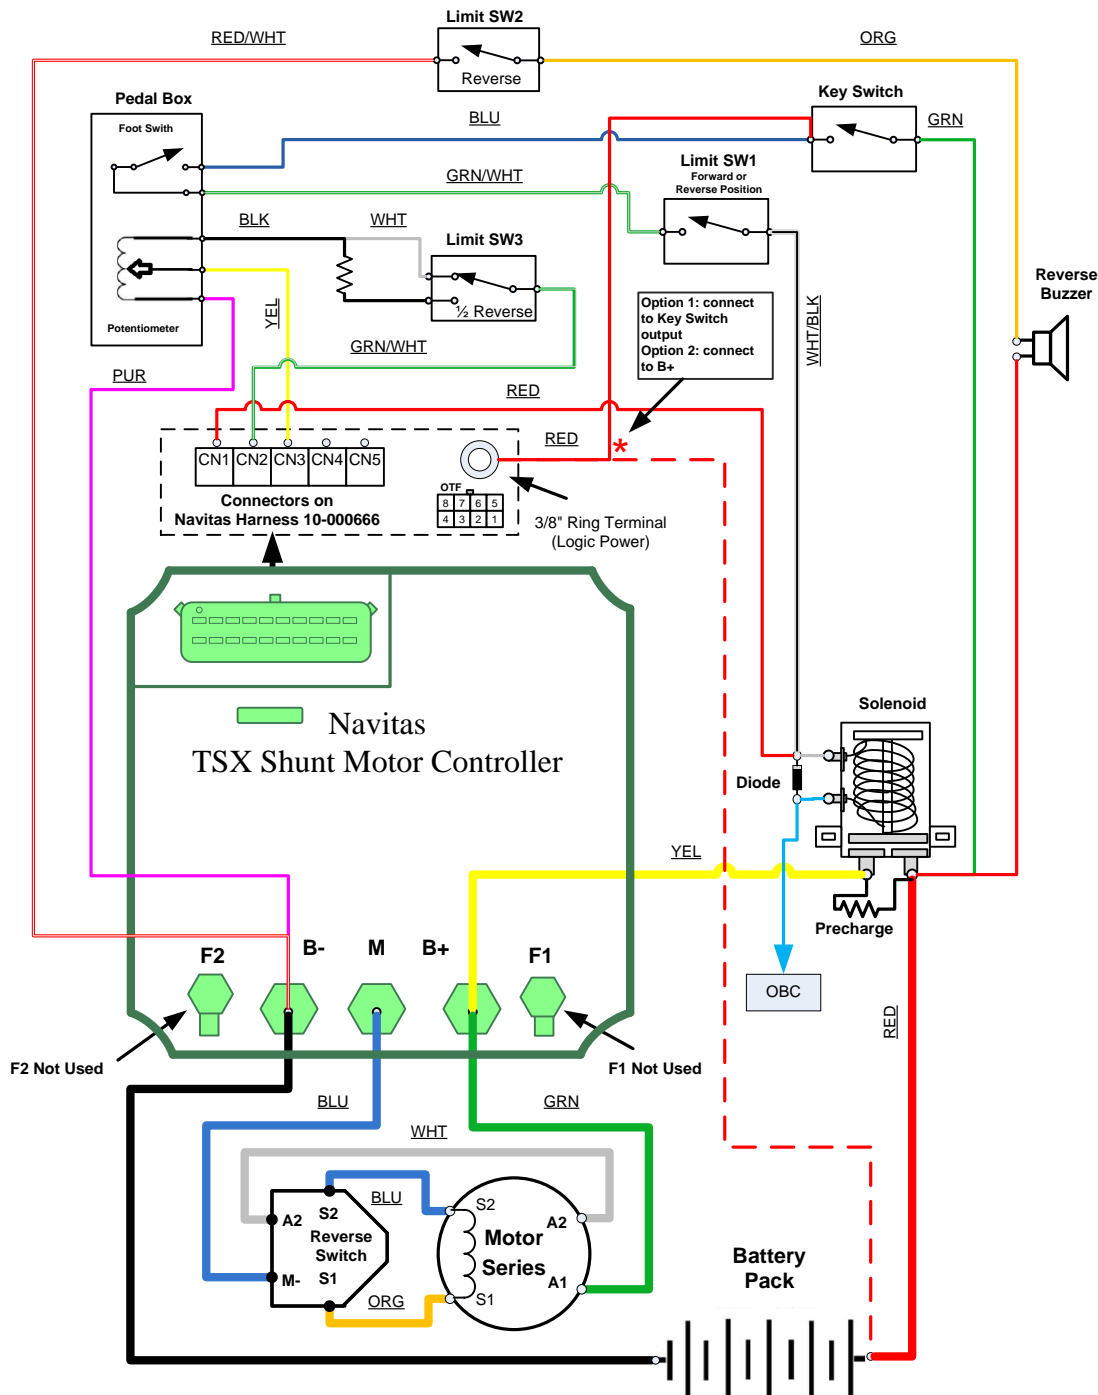 Limit SW2
RED/WHT
ORG
Reverse
Pedal Box
Key Switch
Foot Swith
BLU
GRN
Limit SW1
Forward or
Reverse Position
GRN/WHT
BLK
WHT
Limit SW3
Reverse
Buzzer
Option 1: connect
to Key Switch
output
Option 2: connect
to B+
YEL
½ Reverse
Potentiometer
WHT/BLK
GRN/WHT
PUR
RED
RED
*
CN1 CN2 CN3 CN4 CN5
Connectors on
Navitas Harness 10-000666
OTF
8 7 6 5
4 3 2 1
3/8" Ring Terminal
(Logic Power)
Navitas
TSX Shunt Motor Controller
Solenoid
Diode
YEL
Precharge
F2
B-
M
B+
F1
OBC
RED
F2 Not Used
F1 Not Used
BLU
GRN
WHT
BLU
S2
A2
Reverse
Switch
M-
S1
S2
A2
Motor
Series
A1
S1
ORG
Battery
Pack